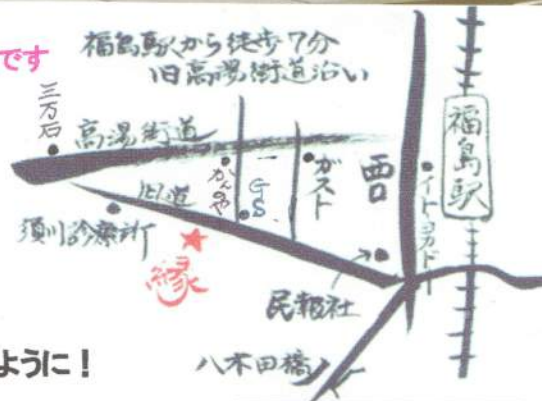 です
福島駅から徒歩7分
旧高湯街道沿い
三万石
高湯街道
福島駅
西口
イトーヨーカドー
ガスト
GS
かんのや
旧道
須川診療所
縁
民報社
八木田橋
ように！